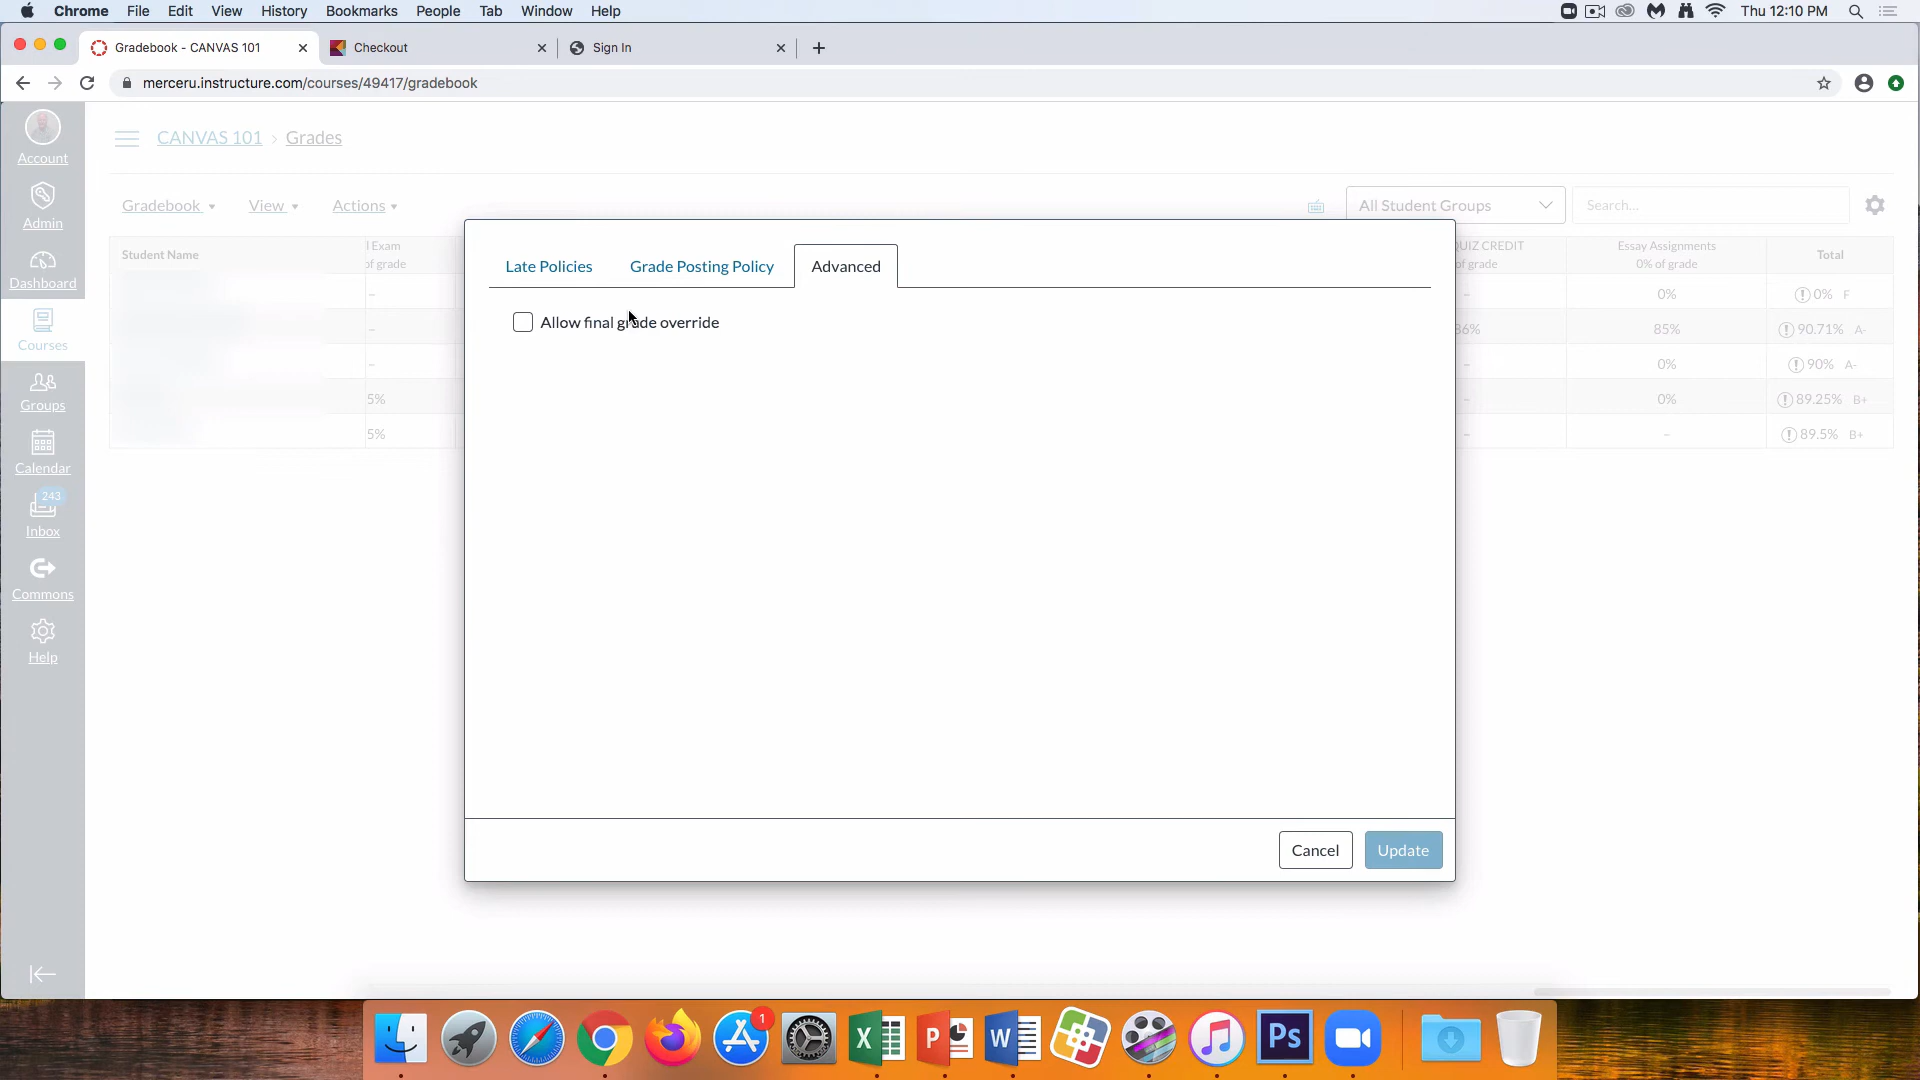 Chrome File Edit View History Bookmarks People Tab Window Help Thu 12:10 PM
Gradebook - CANVAS 101 Checkout Sign In
merceru.instructure.com/courses/49417/gradebook
Account
Admin
Dashboard
Courses
Groups
Calendar
243
Inbox
Commons
Help
CANVAS 101 › Grades
Gradebook View Actions All Student Groups Search...
Student Name
l Exam
of grade
QUIZ CREDIT
of grade
Essay Assignments
0% of grade
Total
– – 0% 0% F
– 86% 85% 90.71% A-
– – 0% 90% A-
5% – 0% 89.25% B+
5% – – 89.5% B+
Late Policies Grade Posting Policy Advanced
Allow final grade override
Cancel Update
1
X P W Ps